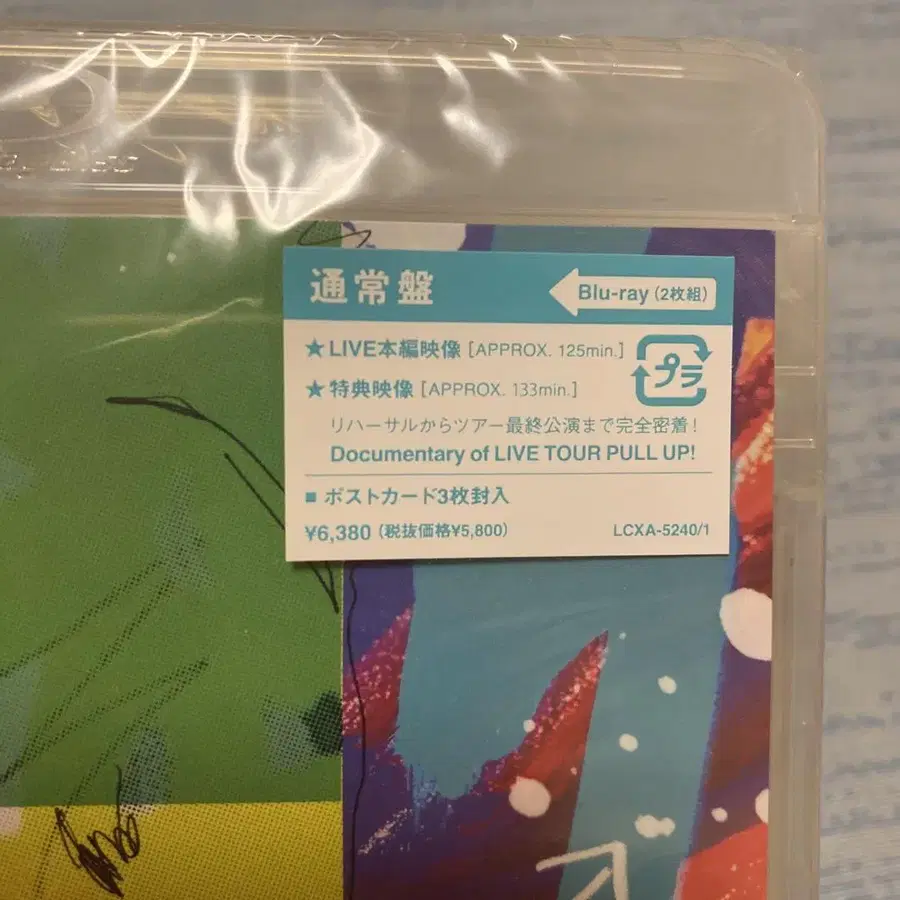 通常盤
Blu-ray (2枚組)
★ LIVE本編映像 [APPROX. 125min.]
★ 特典映像 [APPROX. 133min.]
プラ
リハーサルからツアー最終公演まで完全密着!
Documentary of LIVE TOUR PULL UP!
■ ポストカード3枚封入
¥6,380 (税抜価格¥5,800)
LCXA-5240/1